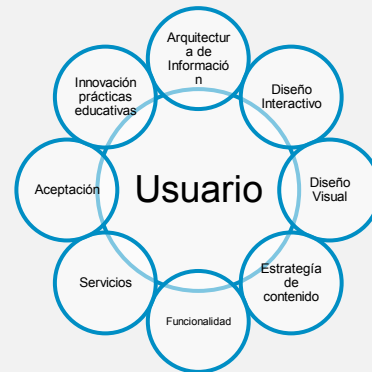 Arquitectur
a de
Informació
n
Diseño
Interactivo
Diseño
Visual
Estrategía
de
contenido
Funcionalidad
Servicios
Aceptación
Innovación
prácticas
educativas
Usuario